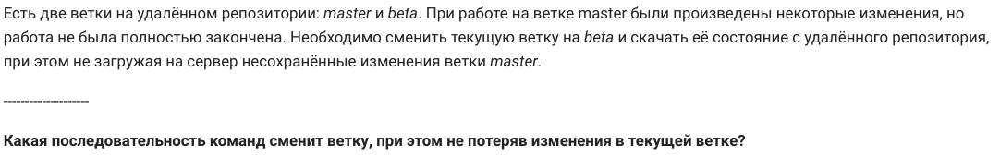 Есть две ветки на удалённом репозитории: master и beta. При работе на ветке master были произведены некоторые изменения, но
работа не была полностью закончена. Необходимо сменить текущую ветку на beta и скачать её состояние с удалённого репозитория,
при этом не загружая на сервер несохранённые изменения ветки master.
--------------------
Какая последовательность команд сменит ветку, при этом не потеряв изменения в текущей ветке?